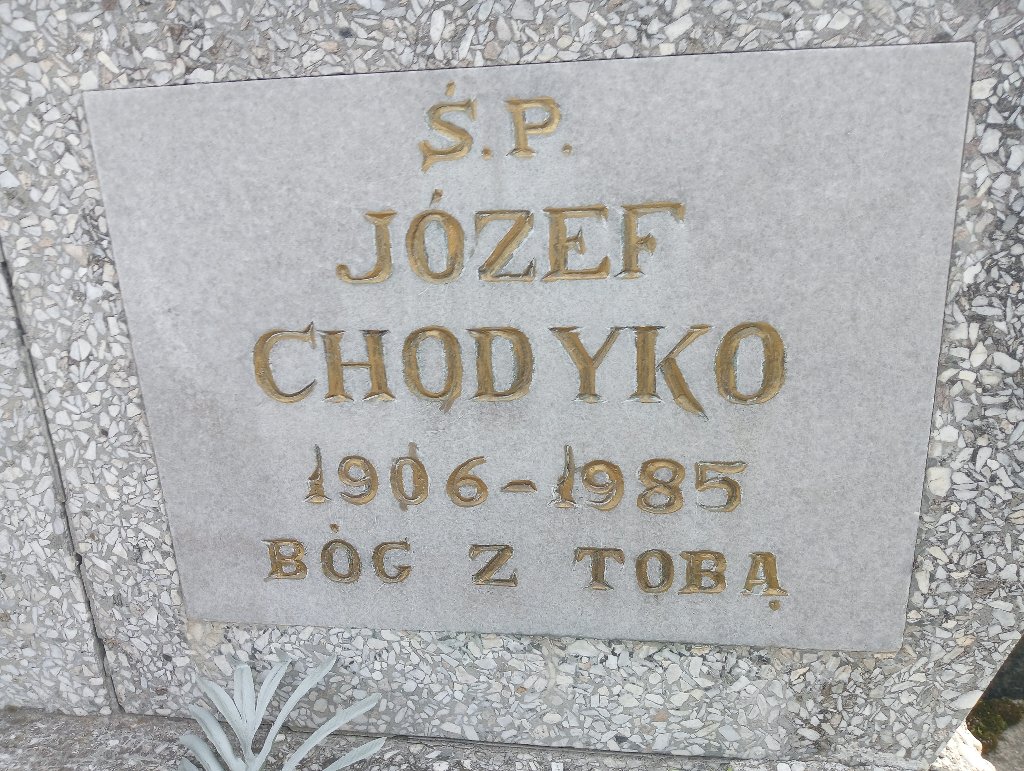 Ś.P.
JÓZEF
CHODYKO
1906-1985
BÓG Z TOBĄ